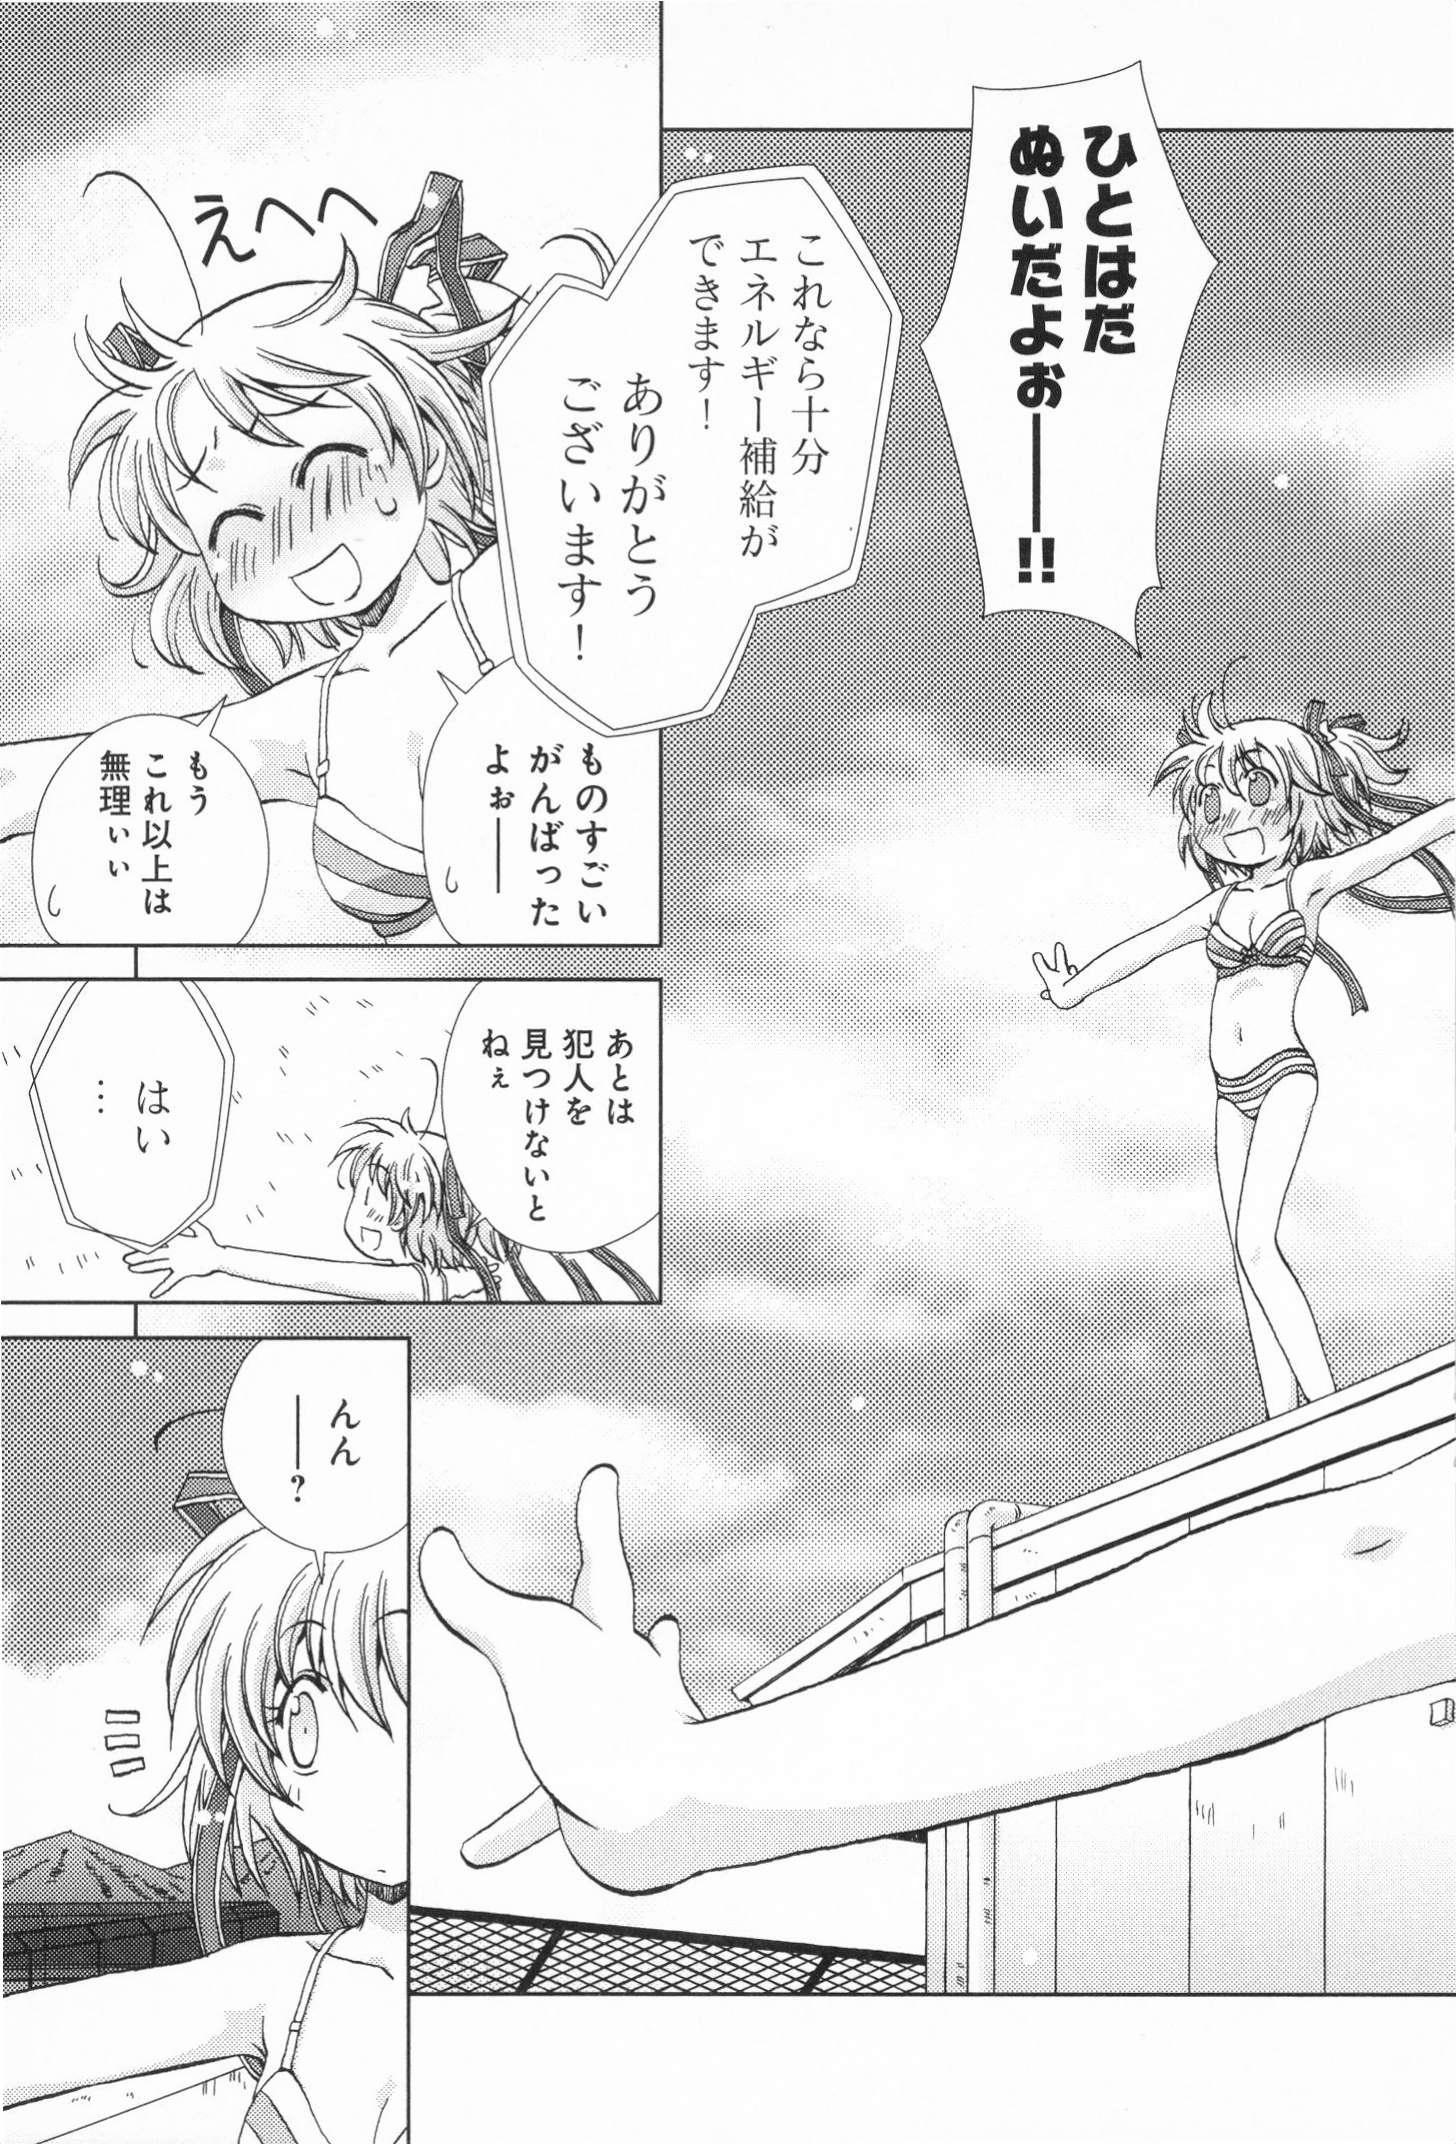 ひとはだ
ぬいだよぉ――!!
これなら十分
エネルギー補給が
できます!
ありがとう
ございます!
えへへ
ものすごい
がんばった
よぉ――
もう
これ以上は
無理ぃぃ
あとは
犯人を
見つけないと
ねぇ
はい
…
んん
――?